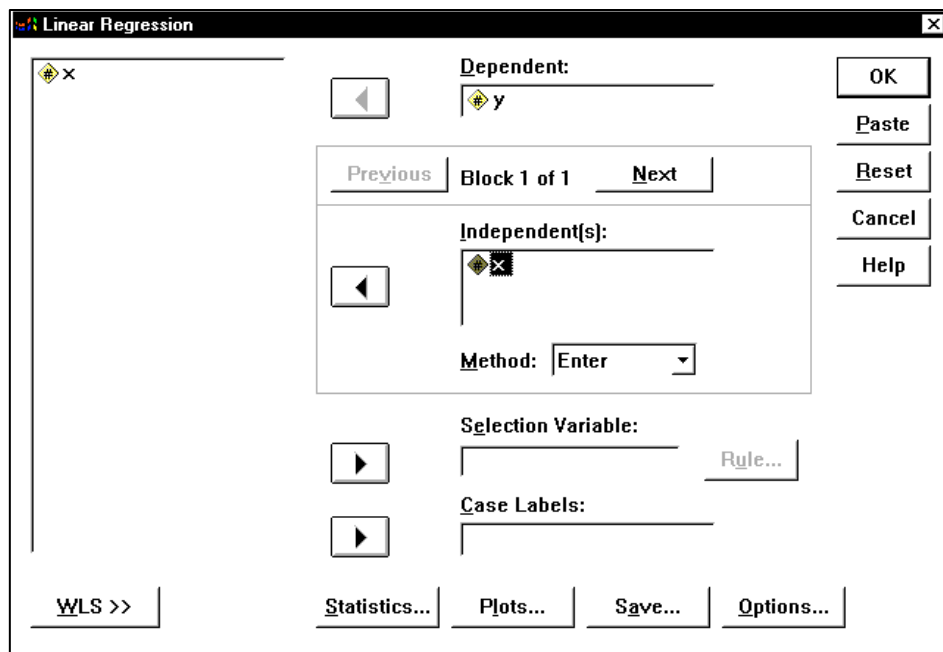 Linear Regression
# x
Dependent:
# y
OK
Paste
Previous Block 1 of 1 Next
Reset
Independent(s):
# x
Cancel
Help
Method: Enter
Selection Variable:
Rule...
Case Labels:
WLS >> Statistics... Plots... Save... Options...